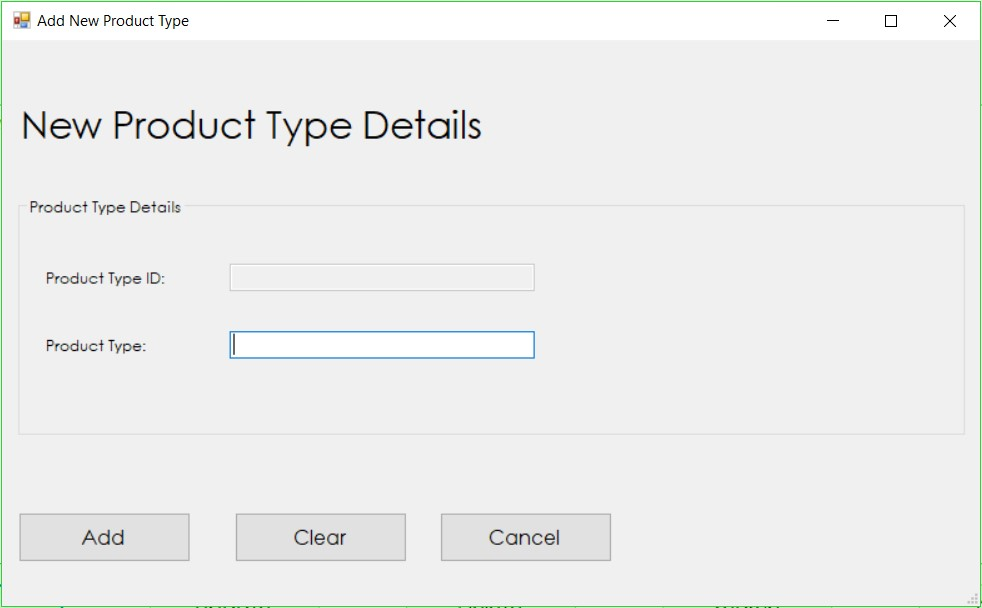 Add New Product Type
New Product Type Details
Product Type Details
Product Type ID:
Product Type:
Add Clear Cancel